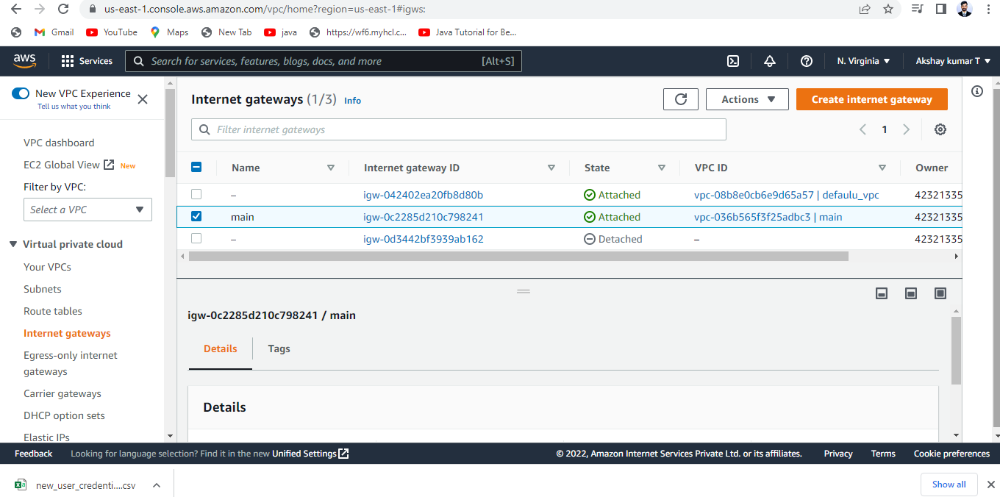 us-east-1.console.aws.amazon.com/vpc/home?region=us-east-1#igws:
Gmail YouTube Maps New Tab java https://wf6.myhcl.c... Java Tutorial for Be...
aws Services Search for services, features, blogs, docs, and more [Alt+S] N. Virginia Akshay kumar T
New VPC Experience
Tell us what you think
VPC dashboard
EC2 Global View New
Filter by VPC:
Select a VPC
Virtual private cloud
Your VPCs
Subnets
Route tables
Internet gateways
Egress-only internet
gateways
Carrier gateways
DHCP option sets
Elastic IPs
Internet gateways (1/3) Info
Actions
Create internet gateway
Filter internet gateways
1
Name Internet gateway ID State VPC ID Owner
– igw-042402ea20fb8d80b Attached vpc-08b8e0cb6e9d65a57 | defaulu_vpc 42321335
main igw-0c2285d210c798241 Attached vpc-036b565f3f25adbc3 | main 42321335
– igw-0d3442bf3939ab162 Detached – 42321335
igw-0c2285d210c798241 / main
Details Tags
Details
Feedback Looking for language selection? Find it in the new Unified Settings © 2022, Amazon Internet Services Private Ltd. or its affiliates. Privacy Terms Cookie preferences
new_user_credenti....csv Show all